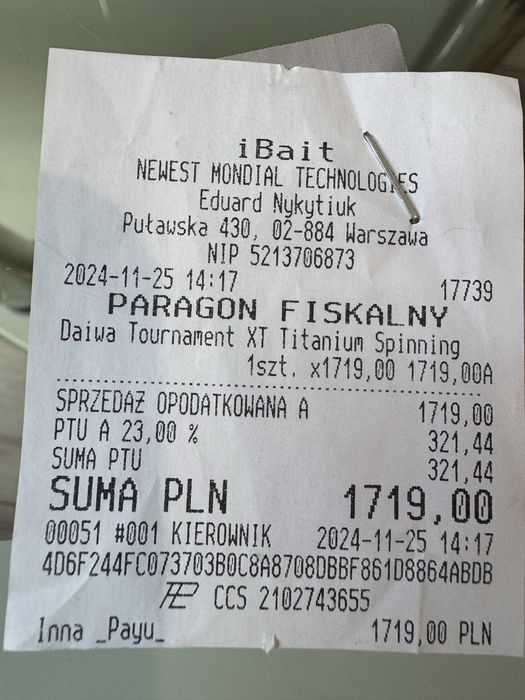 iBait
NEWEST MONDIAL TECHNOLOGIES
Eduard Nykytiuk
Puławska 430, 02-884 Warszawa
NIP 5213706873
2024-11-25 14:17 17739
PARAGON FISKALNY
Daiwa Tournament XT Titanium Spinning
1szt. x1719,00 1719,00A
SPRZEDAŻ OPODATKOWANA A 1719,00
PTU A 23,00 % 321,44
SUMA PTU 321,44
SUMA PLN 1719,00
00051 #001 KIEROWNIK 2024-11-25 14:17
4D6F244FC073703B0C8A8708DBBF861D8864ABDB
CCS 2102743655
Inna _Payu_ 1719,00 PLN